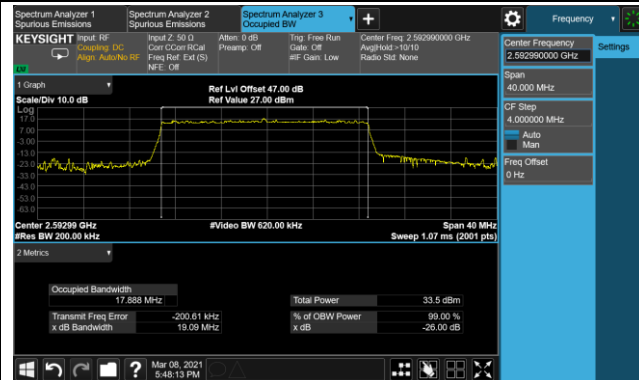 Spectrum Analyzer 1
Spurious Emissions
Spectrum Analyzer 2
Spurious Emissions
Spectrum Analyzer 3
Occupied BW
Frequency
KEYSIGHT
Input: RF
Coupling: DC
Align: Auto/No RF
Input Z: 50 Ω
Corr CCorr RCal
Freq Ref: Ext (S)
NFE: Off
Atten: 0 dB
Preamp: Off
Trig: Free Run
Gate: Off
#IF Gain: Low
Center Freq: 2.592990000 GHz
Avg|Hold:>10/10
Radio Std: None
Center Frequency
2.592990000 GHz
Settings
Span
40.000 MHz
CF Step
4.000000 MHz
Auto
Man
Freq Offset
0 Hz
1 Graph
Scale/Div 10.0 dB
Ref Lvl Offset 47.00 dB
Ref Value 27.00 dBm
Log
17.0
7.00
-3.00
-13.0
-23.0
-33.0
-43.0
-53.0
-63.0
Center 2.59299 GHz
#Res BW 200.00 kHz
#Video BW 620.00 kHz
Span 40 MHz
Sweep 1.07 ms (2001 pts)
2 Metrics
Occupied Bandwidth
17.888 MHz
Total Power 33.5 dBm
Transmit Freq Error -200.61 kHz
% of OBW Power 99.00 %
x dB Bandwidth 19.09 MHz
x dB -26.00 dB
?
Mar 08, 2021
5:48:13 PM